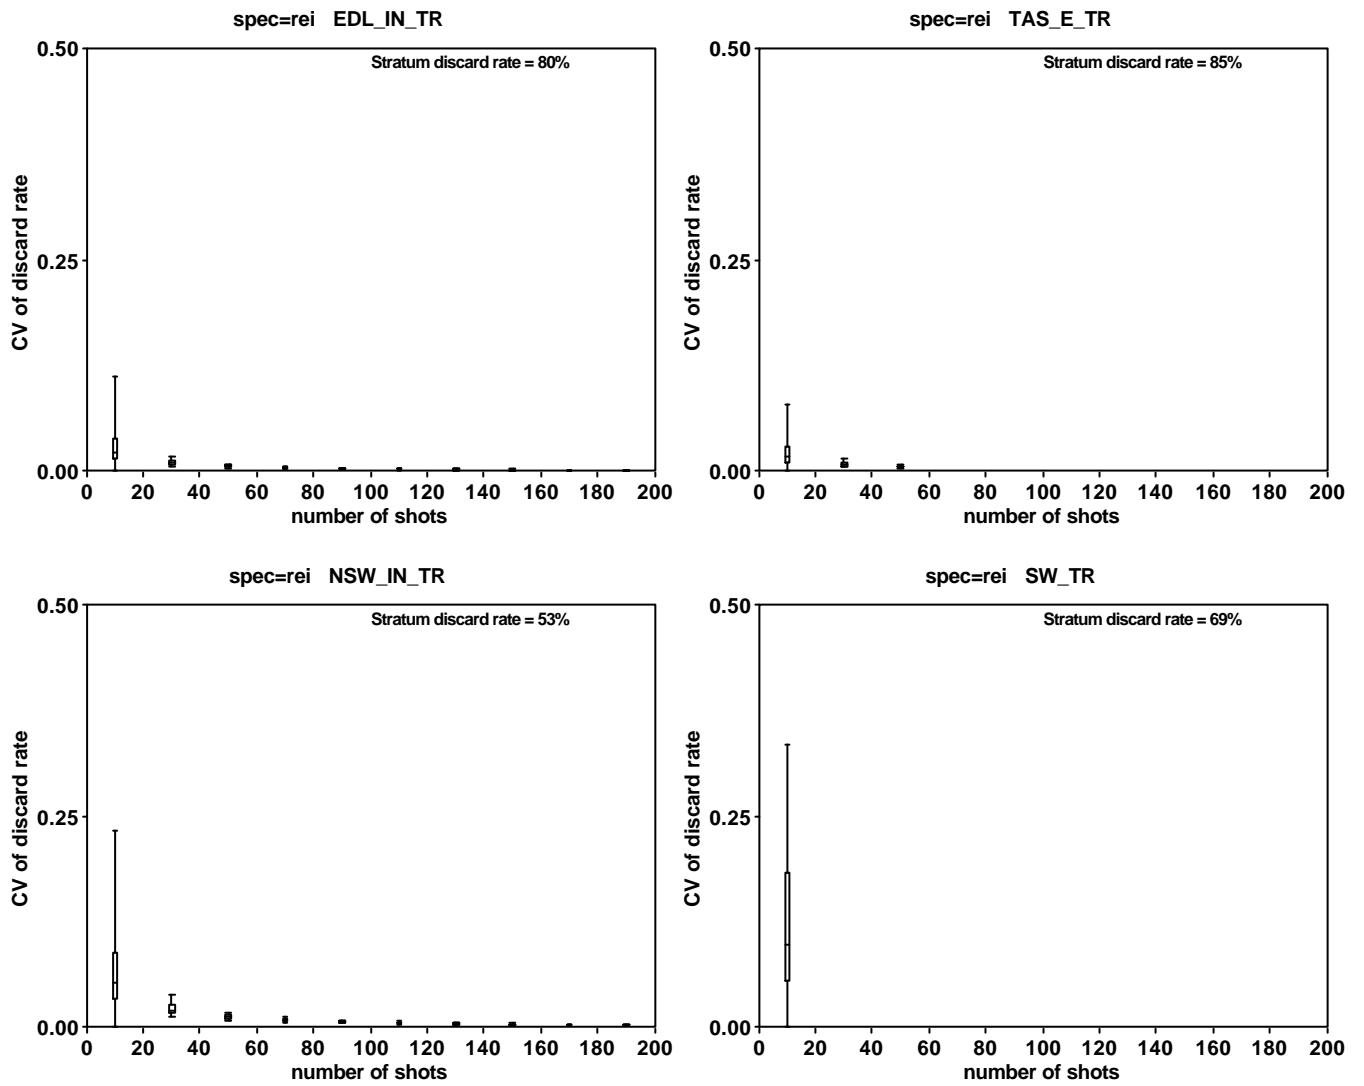 spec=rei EDL_IN_TR
Stratum discard rate = 80%
CV of discard rate
0.50
0.25
0.00
0 20 40 60 80 100 120 140 160 180 200
number of shots
spec=rei TAS_E_TR
Stratum discard rate = 85%
CV of discard rate
0.50
0.25
0.00
0 20 40 60 80 100 120 140 160 180 200
number of shots
spec=rei NSW_IN_TR
Stratum discard rate = 53%
CV of discard rate
0.50
0.25
0.00
0 20 40 60 80 100 120 140 160 180 200
number of shots
spec=rei SW_TR
Stratum discard rate = 69%
CV of discard rate
0.50
0.25
0.00
0 20 40 60 80 100 120 140 160 180 200
number of shots